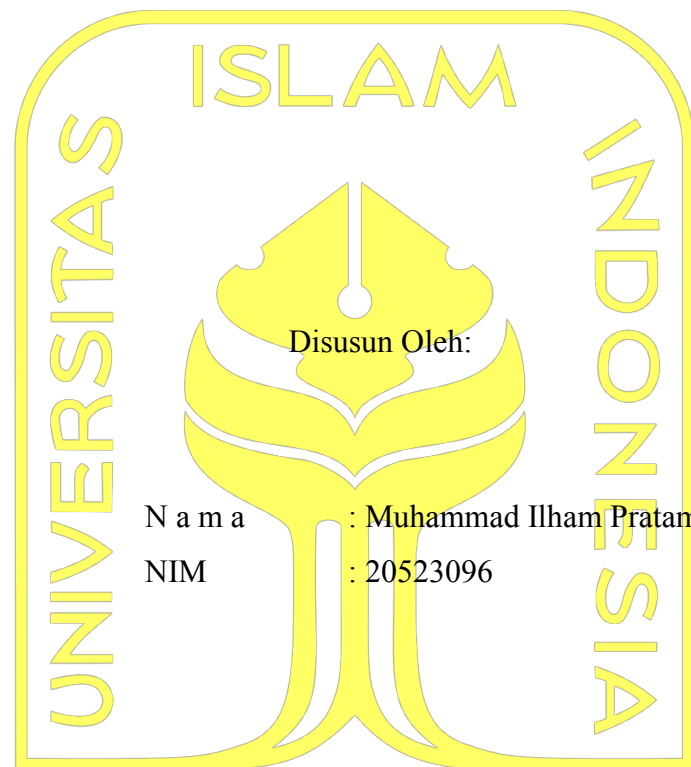 ISLAM
UNIVERSITAS
INDONESIA
Disusun Oleh:
N a m a : Muhammad Ilham Pratam
NIM : 20523096